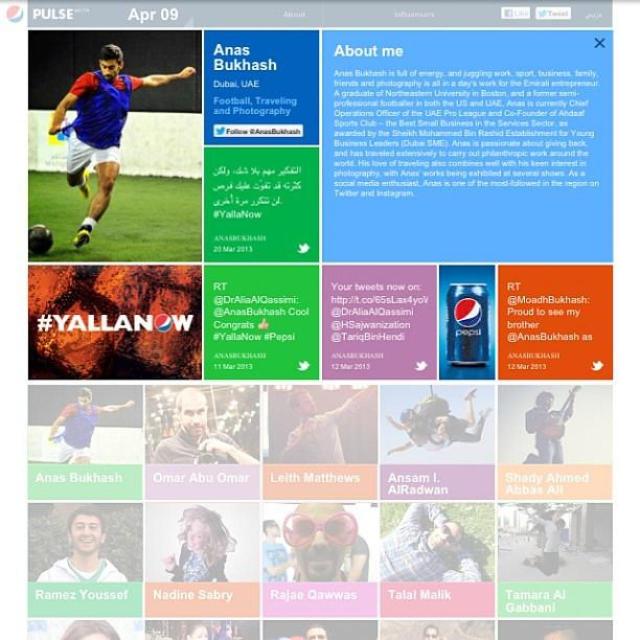 PULSE BETA
Apr 09
About
Influencers
Like
Tweet
عربي
Anas
Bukhash
Dubai, UAE
Football, Traveling
and Photography
Follow @AnasBukhash
About me
Anas Bukhash is full of energy, and juggling work, sport, business, family,
friends and photography is all in a day's work for the Emirati entrepreneur.
A graduate of Northeastern University in Boston, and a former semi-
professional footballer in both the US and UAE, Anas is currently Chief
Operations Officer of the UAE Pro League and Co-Founder of Ahdaaf
Sports Club – the Best Small Business in the Services Sector, as
awarded by the Sheikh Mohammed Bin Rashid Establishment for Young
Business Leaders (Dubai SME). Anas is passionate about giving back,
and has traveled extensively to carry out philanthropic work around the
world. His love of traveling also combines well with his keen interest in
photography, with Anas' works being exhibited at several shows. As a
social media enthusiast, Anas is one of the most-followed in the region on
Twitter and Instagram.
التفكير مهم بلا شك، ولكن
كثرته قد تفوت عليك فرص
لن تتكرر مرة أخرى.
#YallaNow
ANASBUKHASH
20 Mar 2013
#YALLANOW
RT
@DrAliaAlQassimi:
@AnasBukhash Cool
Congrats 👍
#YallaNow #Pepsi
ANASBUKHASH
11 Mar 2013
Your tweets now on:
http://t.co/65sLax4yoV
@DrAliaAlQassimi
@HSajwanization
@TariqBinHendi
ANASBUKHASH
12 Mar 2013
pepsi
RT
@MoadhBukhash:
Proud to see my
brother
@AnasBukhash as
ANASBUKHASH
12 Mar 2013
Anas Bukhash
Omar Abu Omar
Leith Matthews
Ansam I.
AlRadwan
Shady Ahmed
Abbas Ali
Ramez Youssef
Nadine Sabry
Rajae Qawwas
Talal Malik
Tamara Al
Gabbani